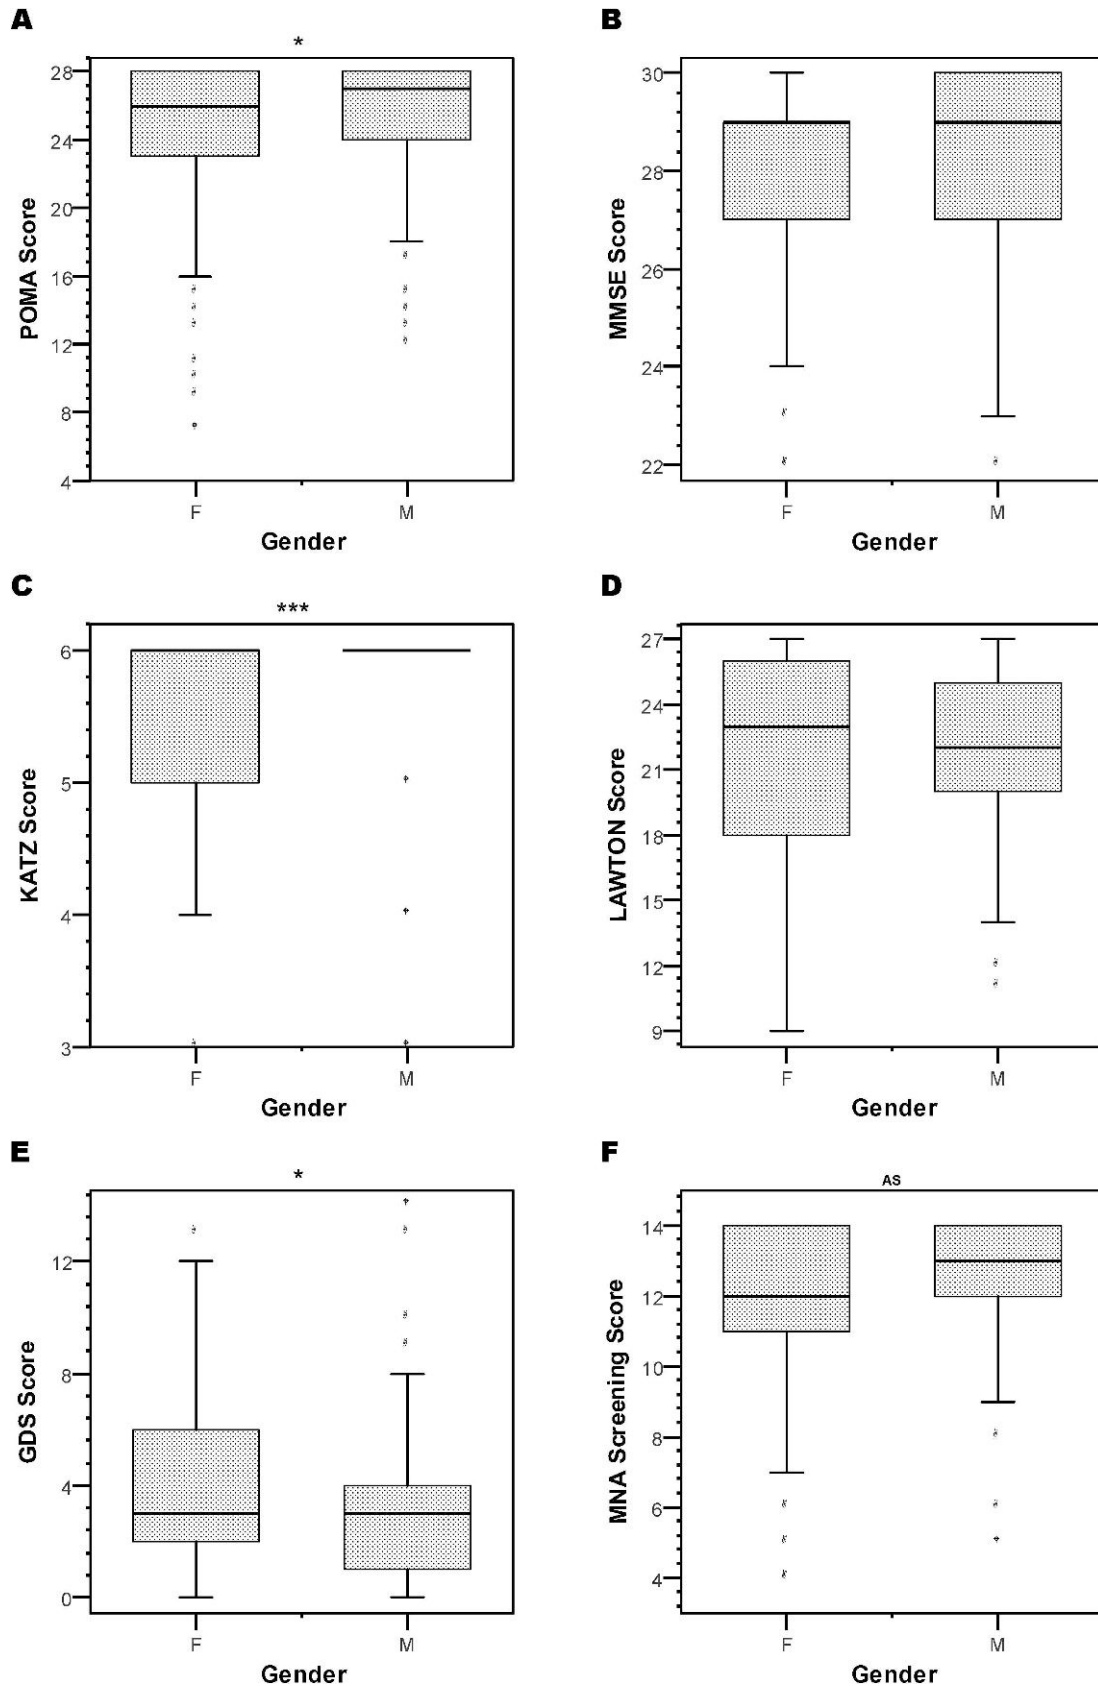 A
*
POMA Score
28
24
20
16
12
8
4
F
M
Gender
B
MMSE Score
30
28
26
24
22
F
M
Gender
C
***
KATZ Score
6
5
4
3
F
M
Gender
D
LAWTON Score
27
24
21
18
15
12
9
F
M
Gender
E
*
GDS Score
12
8
4
0
F
M
Gender
F
AS
MNA Screening Score
14
12
10
8
6
4
F
M
Gender